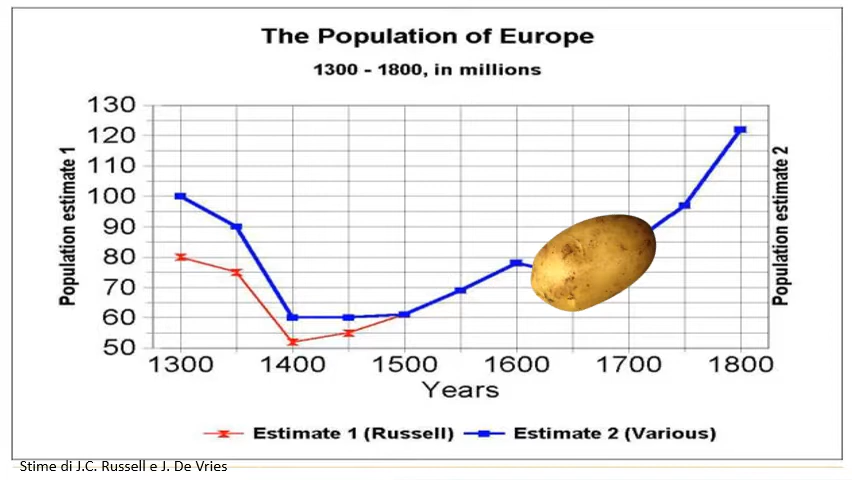 The Population of Europe
1300 - 1800, in millions
130
120
110
100
90
80
70
60
50
Population estimate 1
Population estimate 2
1300 1400 1500 1600 1700 1800
Years
Estimate 1 (Russell) Estimate 2 (Various)
Stime di J.C. Russell e J. De Vries